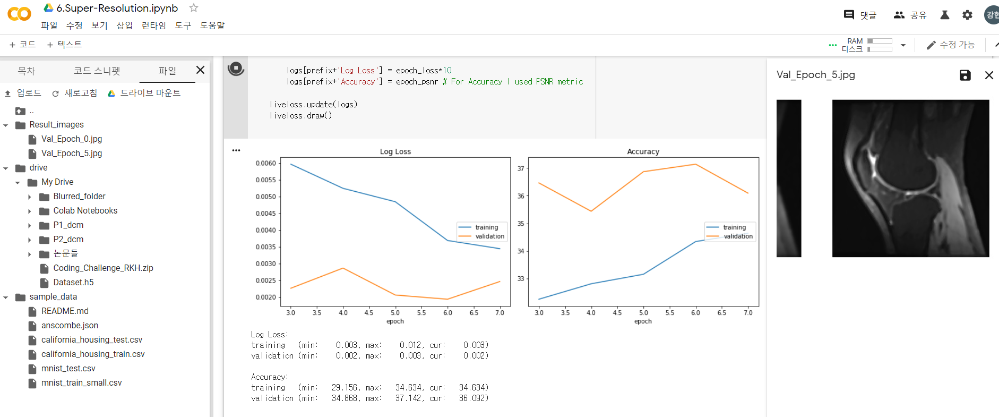 6.Super-Resolution.ipynb
파일 수정 보기 삽입 런타임 도구 도움말
댓글 공유 강현
+ 코드 + 텍스트
RAM
디스크
수정 가능
목차 코드 스니펫 파일
업로드 새로고침 드라이브 마운트
..
Result_images
Val_Epoch_0.jpg
Val_Epoch_5.jpg
drive
My Drive
Blurred_folder
Colab Notebooks
P1_dcm
P2_dcm
논문들
Coding_Challenge_RKH.zip
Dataset.h5
sample_data
README.md
anscombe.json
california_housing_test.csv
california_housing_train.csv
mnist_test.csv
mnist_train_small.csv
logs[prefix+'Log Loss'] = epoch_loss*10
logs[prefix+'Accuracy'] = epoch_psnr # For Accuracy I used PSNR metric
liveloss.update(logs)
liveloss.draw()
Log Loss
0.0060
0.0055
0.0050
0.0045
0.0040
0.0035
0.0030
0.0025
0.0020
training
validation
3.0 3.5 4.0 4.5 5.0 5.5 6.0 6.5 7.0
epoch
Accuracy
37
36
35
34
33
training
validation
3.0 3.5 4.0 4.5 5.0 5.5 6.0 6.5 7.0
epoch
Log Loss:
training (min: 0.003, max: 0.012, cur: 0.003)
validation (min: 0.002, max: 0.003, cur: 0.002)
Accuracy:
training (min: 29.156, max: 34.634, cur: 34.634)
validation (min: 34.868, max: 37.142, cur: 36.092)
Val_Epoch_5.jpg